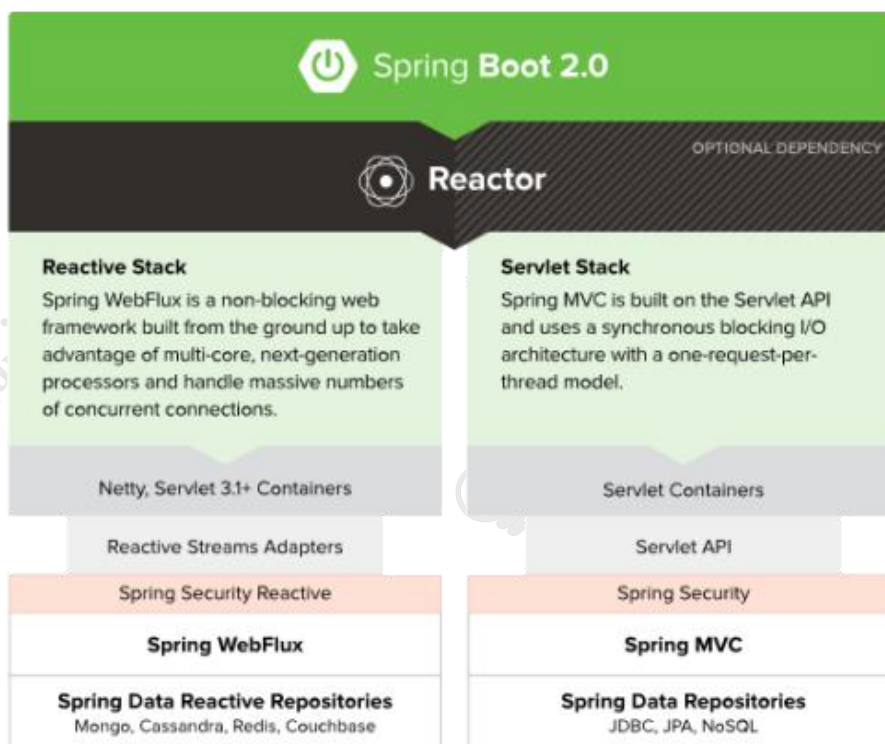 Spring Boot 2.0
OPTIONAL DEPENDENCY
Reactor
Reactive Stack
Spring WebFlux is a non-blocking web
framework built from the ground up to take
advantage of multi-core, next-generation
processors and handle massive numbers
of concurrent connections.
Netty, Servlet 3.1+ Containers
Reactive Streams Adapters
Spring Security Reactive
Spring WebFlux
Spring Data Reactive Repositories
Mongo, Cassandra, Redis, Couchbase
Servlet Stack
Spring MVC is built on the Servlet API
and uses a synchronous blocking I/O
architecture with a one-request-per-
thread model.
Servlet Containers
Servlet API
Spring Security
Spring MVC
Spring Data Repositories
JDBC, JPA, NoSQL